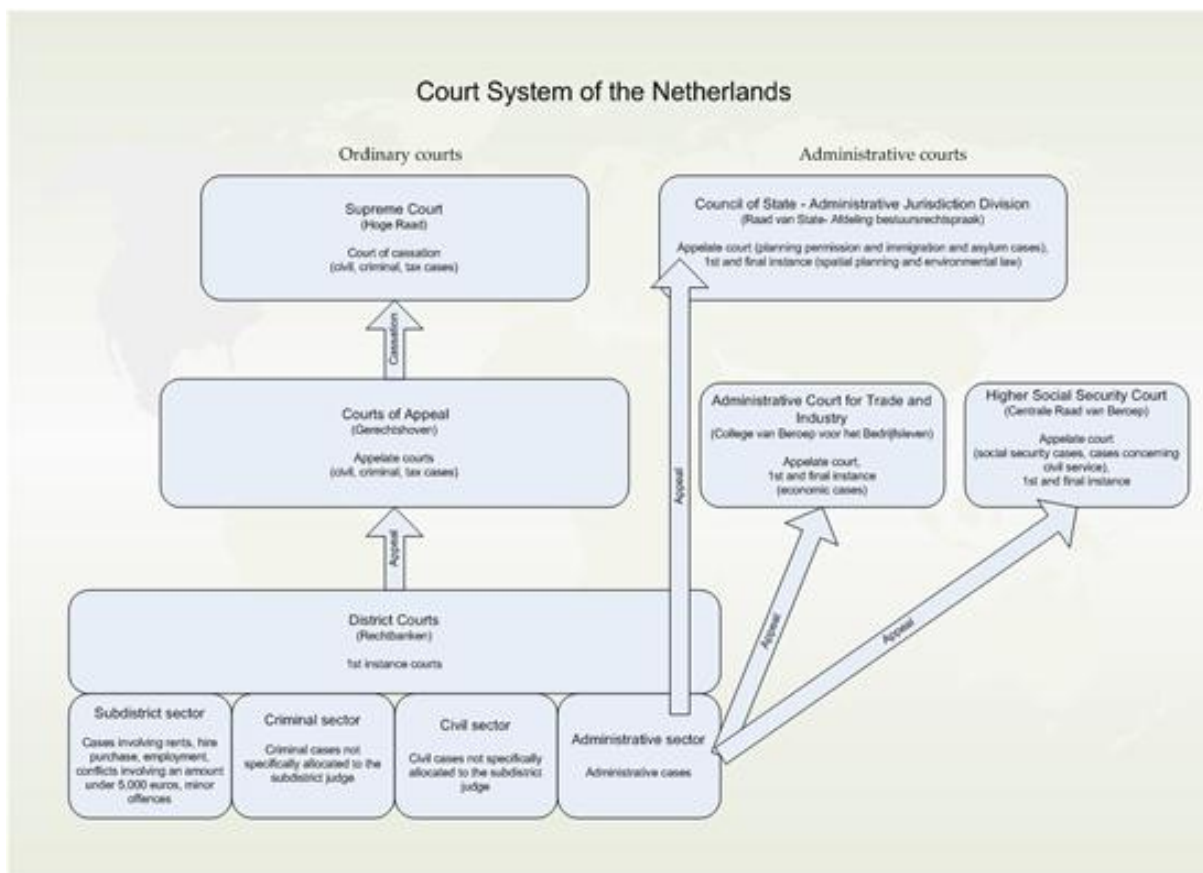 Court System of the Netherlands
Ordinary courts
Supreme Court
(Hoge Raad)
Court of cassation
(civil, criminal, tax cases)
Cassation
Courts of Appeal
(Gerechtshoven)
Appelate courts
(civil, criminal, tax cases)
Appeal
Administrative courts
Council of State - Administrative Jurisdiction Division
(Raad van State- Afdeling bestuursrechtspraak)
Appelate court (planning permission and immigration and asylum cases),
1st and final instance (spatial planning and environmental law)
Appeal
Administrative Court for Trade and
Industry
(College van Beroep voor het Bedrijfsleven)
Appelate court,
1st and final instance
(economic cases)
Appeal
Higher Social Security Court
(Centrale Raad van Beroep)
Appelate court
(social security cases, cases concerning
civil service),
1st and final instance
Appeal
District Courts
(Rechtbanken)
1st instance courts
Subdistrict sector
Cases involving rents, hire
purchase, employment,
conflicts involving an amount
under 5,000 euros, minor
offences
Criminal sector
Criminal cases not
specifically allocated to the
subdistrict judge
Civil sector
Civil cases not specifically
allocated to the subdistrict
judge
Administrative sector
Administrative cases